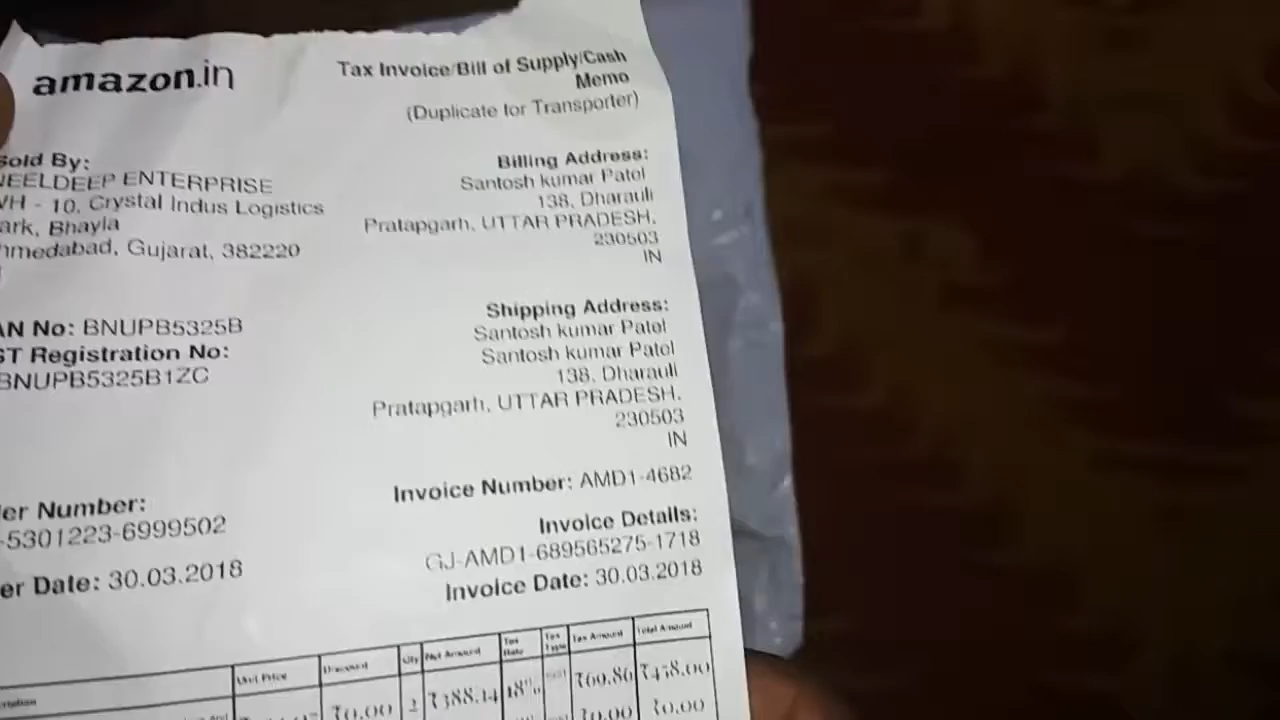 amazon.in
Tax Invoice/Bill of Supply/Cash
Memo
(Duplicate for Transporter)
Sold By:
NEELDEEP ENTERPRISE
WH - 10, Crystal Indus Logistics
ark, Bhayla
hmedabad, Gujarat, 382220
Billing Address:
Santosh kumar Patel
138, Dharauli
Pratapgarh, UTTAR PRADESH,
230503
IN
AN No: BNUPB5325B
ST Registration No:
BNUPB5325B1ZC
Shipping Address:
Santosh kumar Patel
Santosh kumar Patel
138, Dharauli
Pratapgarh, UTTAR PRADESH,
230503
IN
er Number:
-5301223-6999502
er Date: 30.03.2018
Invoice Number: AMD1-4682
Invoice Details:
GJ-AMD1-689565275-1718
Invoice Date: 30.03.2018
Unit Price Discount Qty Net Amount Tax Rate Tax Type Tax Amount Total Amount
₹0.00 ₹388.14 18% ₹69.86 ₹458.00
₹0.00 ₹0.00